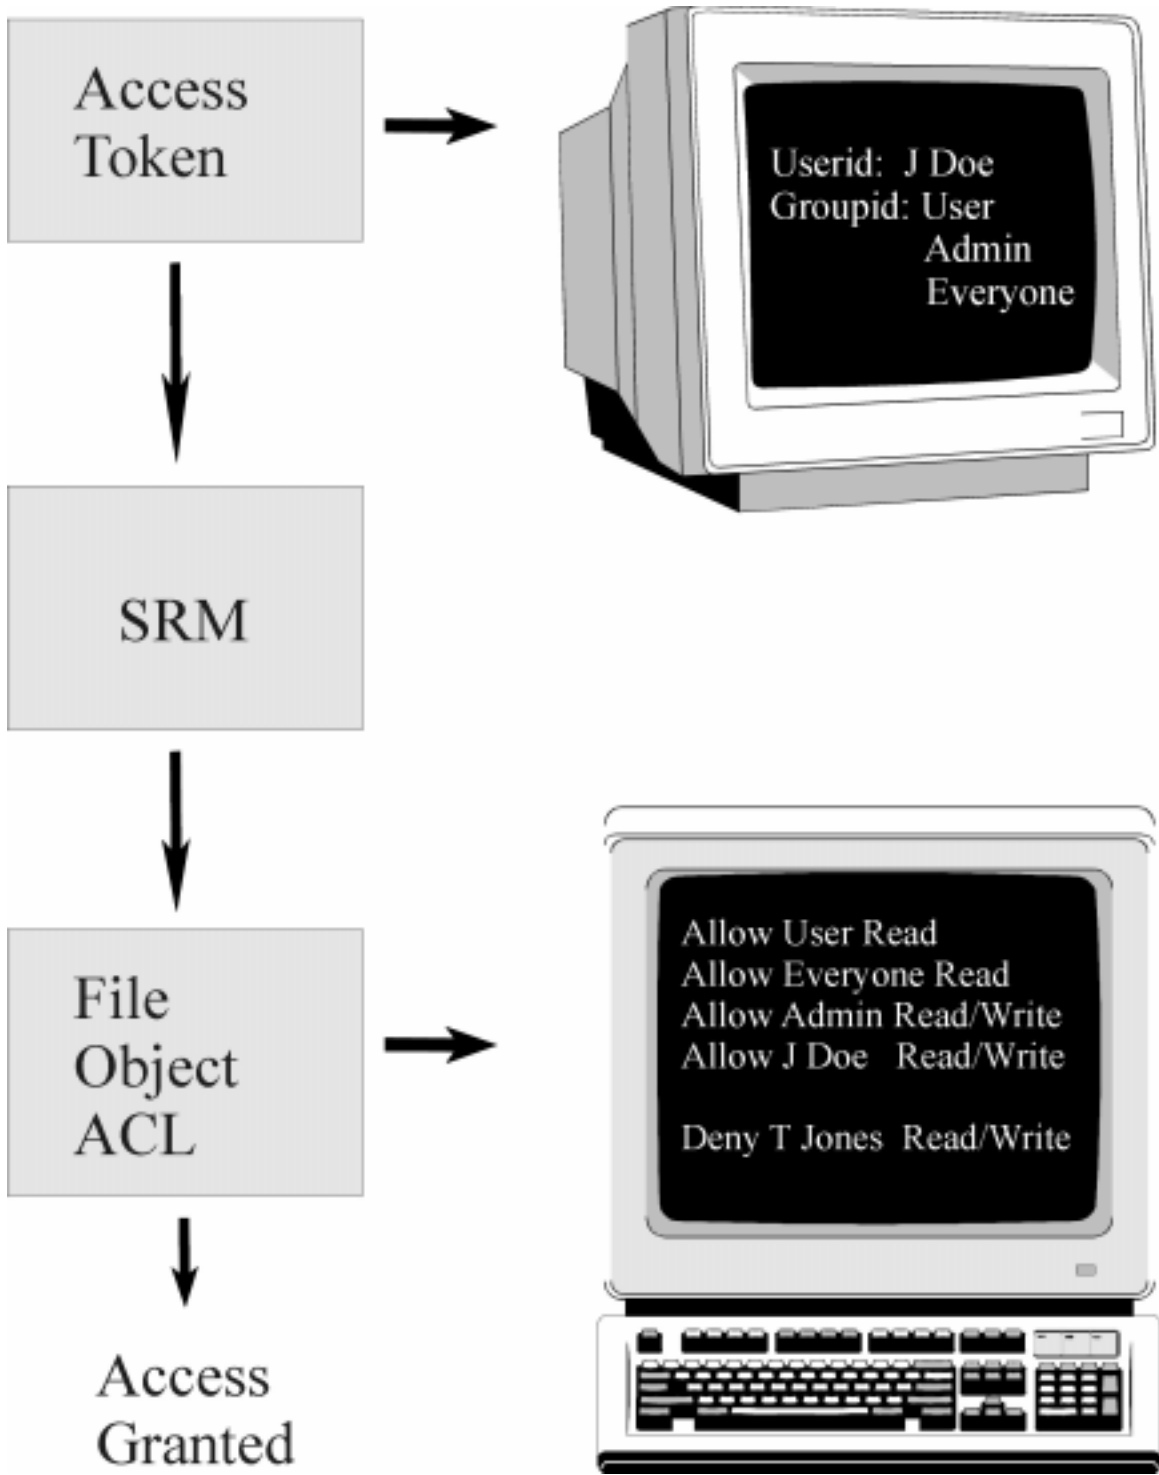 Access
Token
Userid: J Doe
Groupid: User
Admin
Everyone
SRM
File
Object
ACL
Allow User Read
Allow Everyone Read
Allow Admin Read/Write
Allow J Doe Read/Write
Deny T Jones Read/Write
Access
Granted